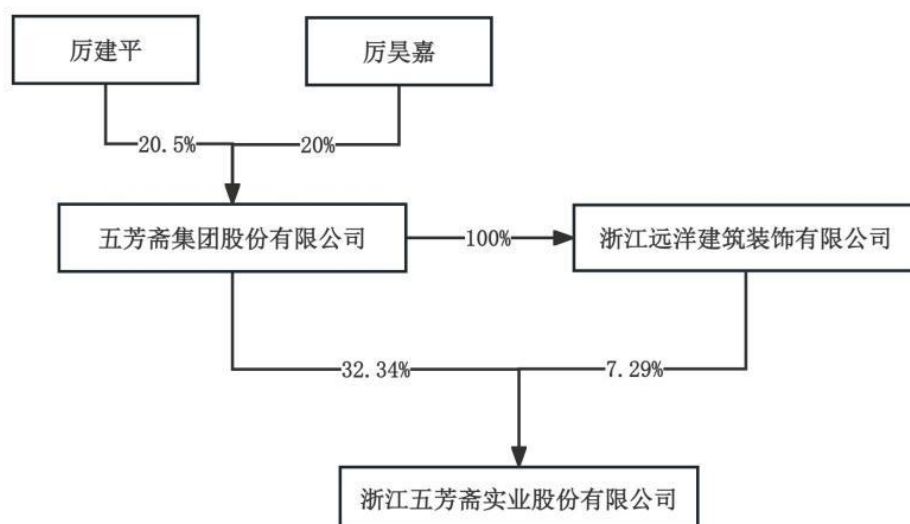 厉建平
厉昊嘉
20.5%
20%
五芳斋集团股份有限公司
100%
浙江远洋建筑装饰有限公司
32.34%
7.29%
浙江五芳斋实业股份有限公司